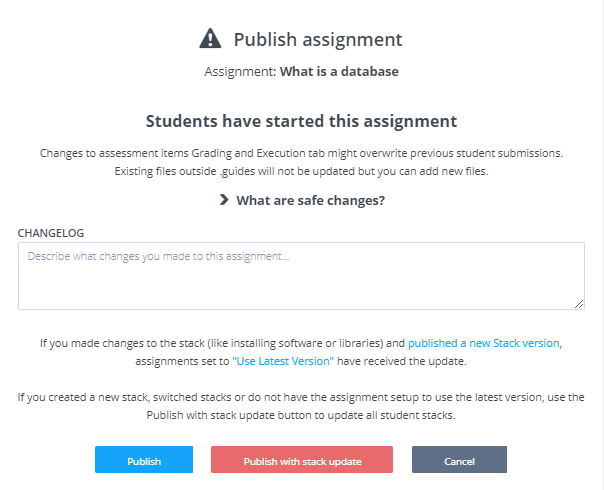 Publish assignment
Assignment: What is a database
Students have started this assignment
Changes to assessment items Grading and Execution tab might overwrite previous student submissions.
Existing files outside .guides will not be updated but you can add new files.
What are safe changes?
CHANGELOG
Describe what changes you made to this assignment...
If you made changes to the stack (like installing software or libraries) and published a new Stack version,
assignments set to "Use Latest Version" have received the update.
If you created a new stack, switched stacks or do not have the assignment setup to use the latest version, use the
Publish with stack update button to update all student stacks.
Publish Publish with stack update Cancel